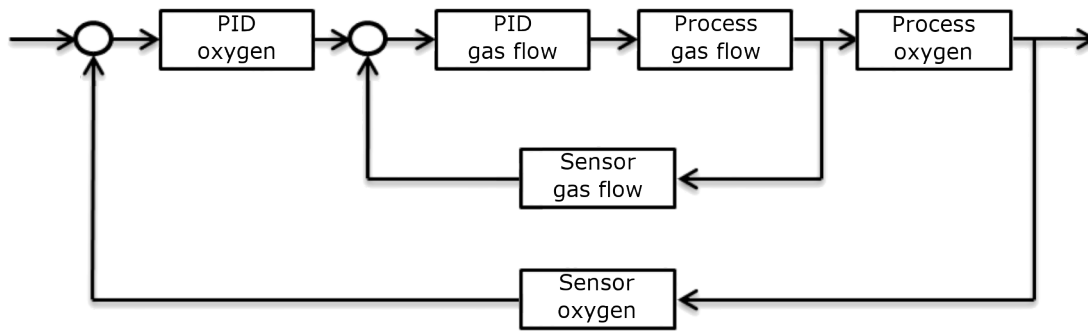 PID
oxygen
PID
gas flow
Process
gas flow
Process
oxygen
Sensor
gas flow
Sensor
oxygen